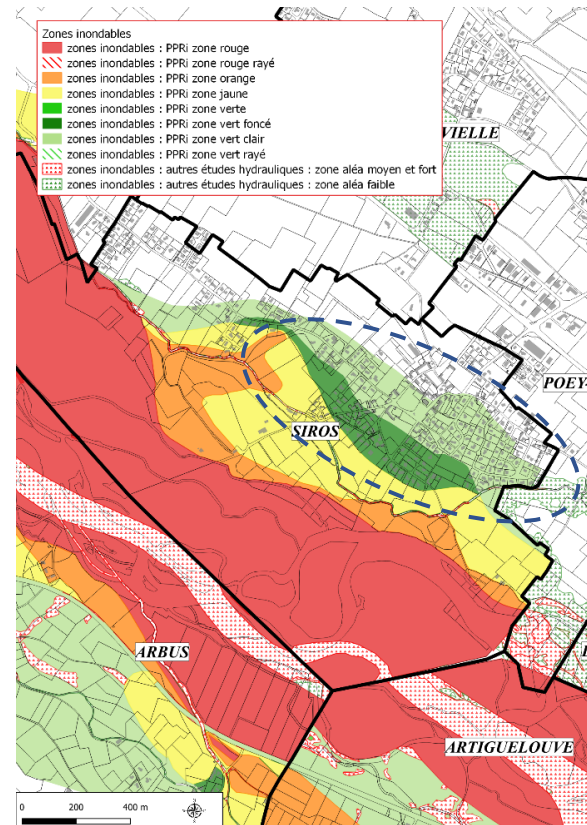 Zones inondables
zones inondables : PPRi zone rouge
zones inondables : PPRi zone rouge rayé
zones inondables : PPRi zone orange
zones inondables : PPRi zone jaune
zones inondables : PPRi zone verte
zones inondables : PPRi zone vert foncé
zones inondables : PPRi zone vert clair
zones inondables : PPRi zone vert rayé
zones inondables : autres études hydrauliques : zone aléa moyen et fort
zones inondables : autres études hydrauliques : zone aléa faible
VIELLE
POEY-
SIROS
ARBUS
ARTIGUELOUVE
0 200 400 m